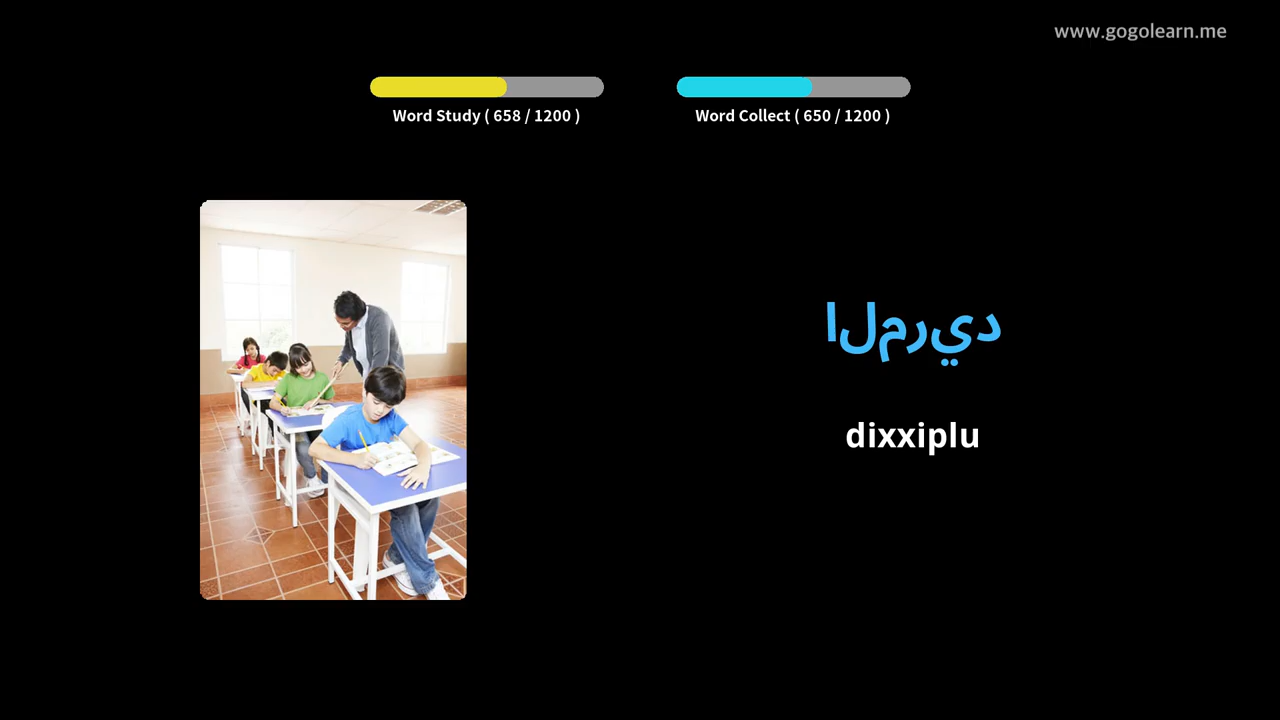 www.gogolearn.me
Word Study ( 658 / 1200 )
Word Collect ( 650 / 1200 )
المريد
dixxiplu